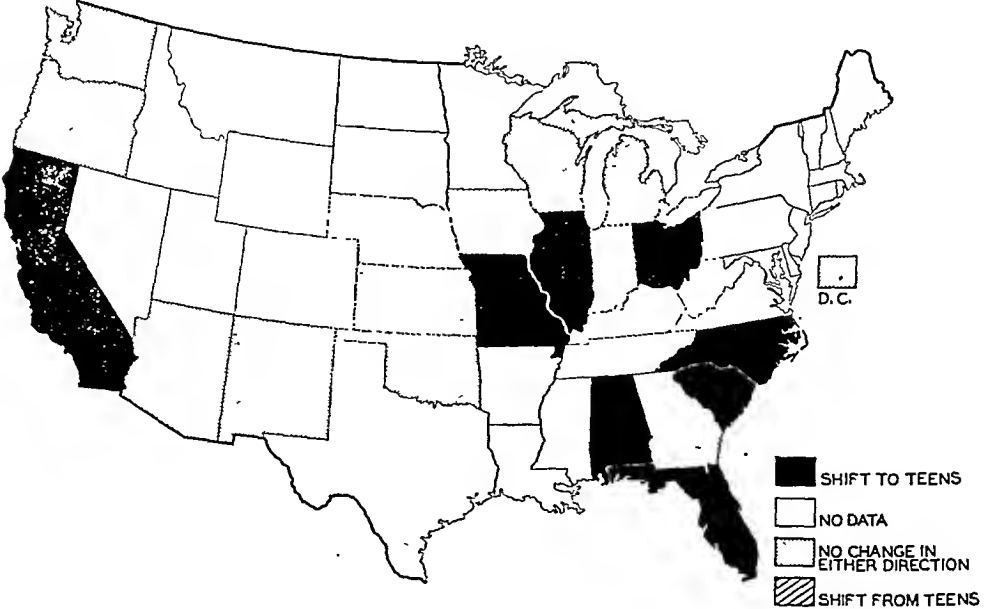 D.C.
SHIFT TO TEENS
NO DATA
NO CHANGE IN
EITHER DIRECTION
SHIFT FROM TEENS